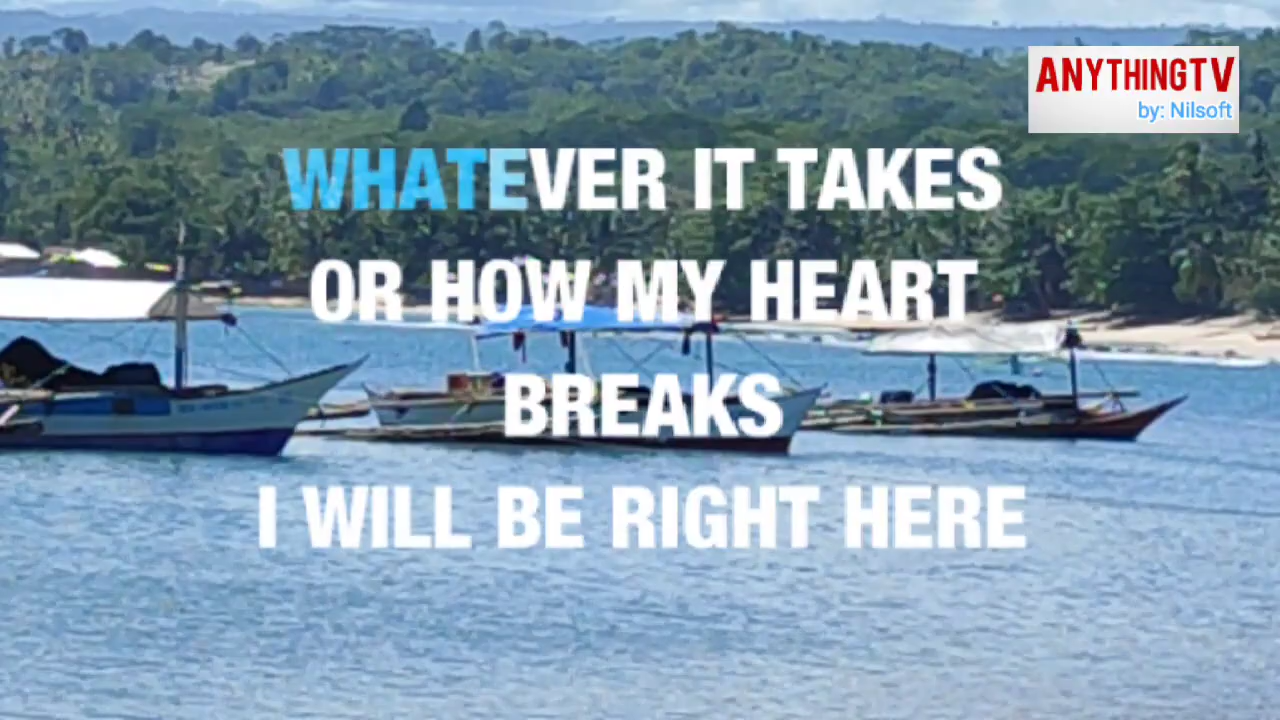 ANYTHINGTV
by: Nilsoft
WHATEVER IT TAKES
OR HOW MY HEART
BREAKS
I WILL BE RIGHT HERE